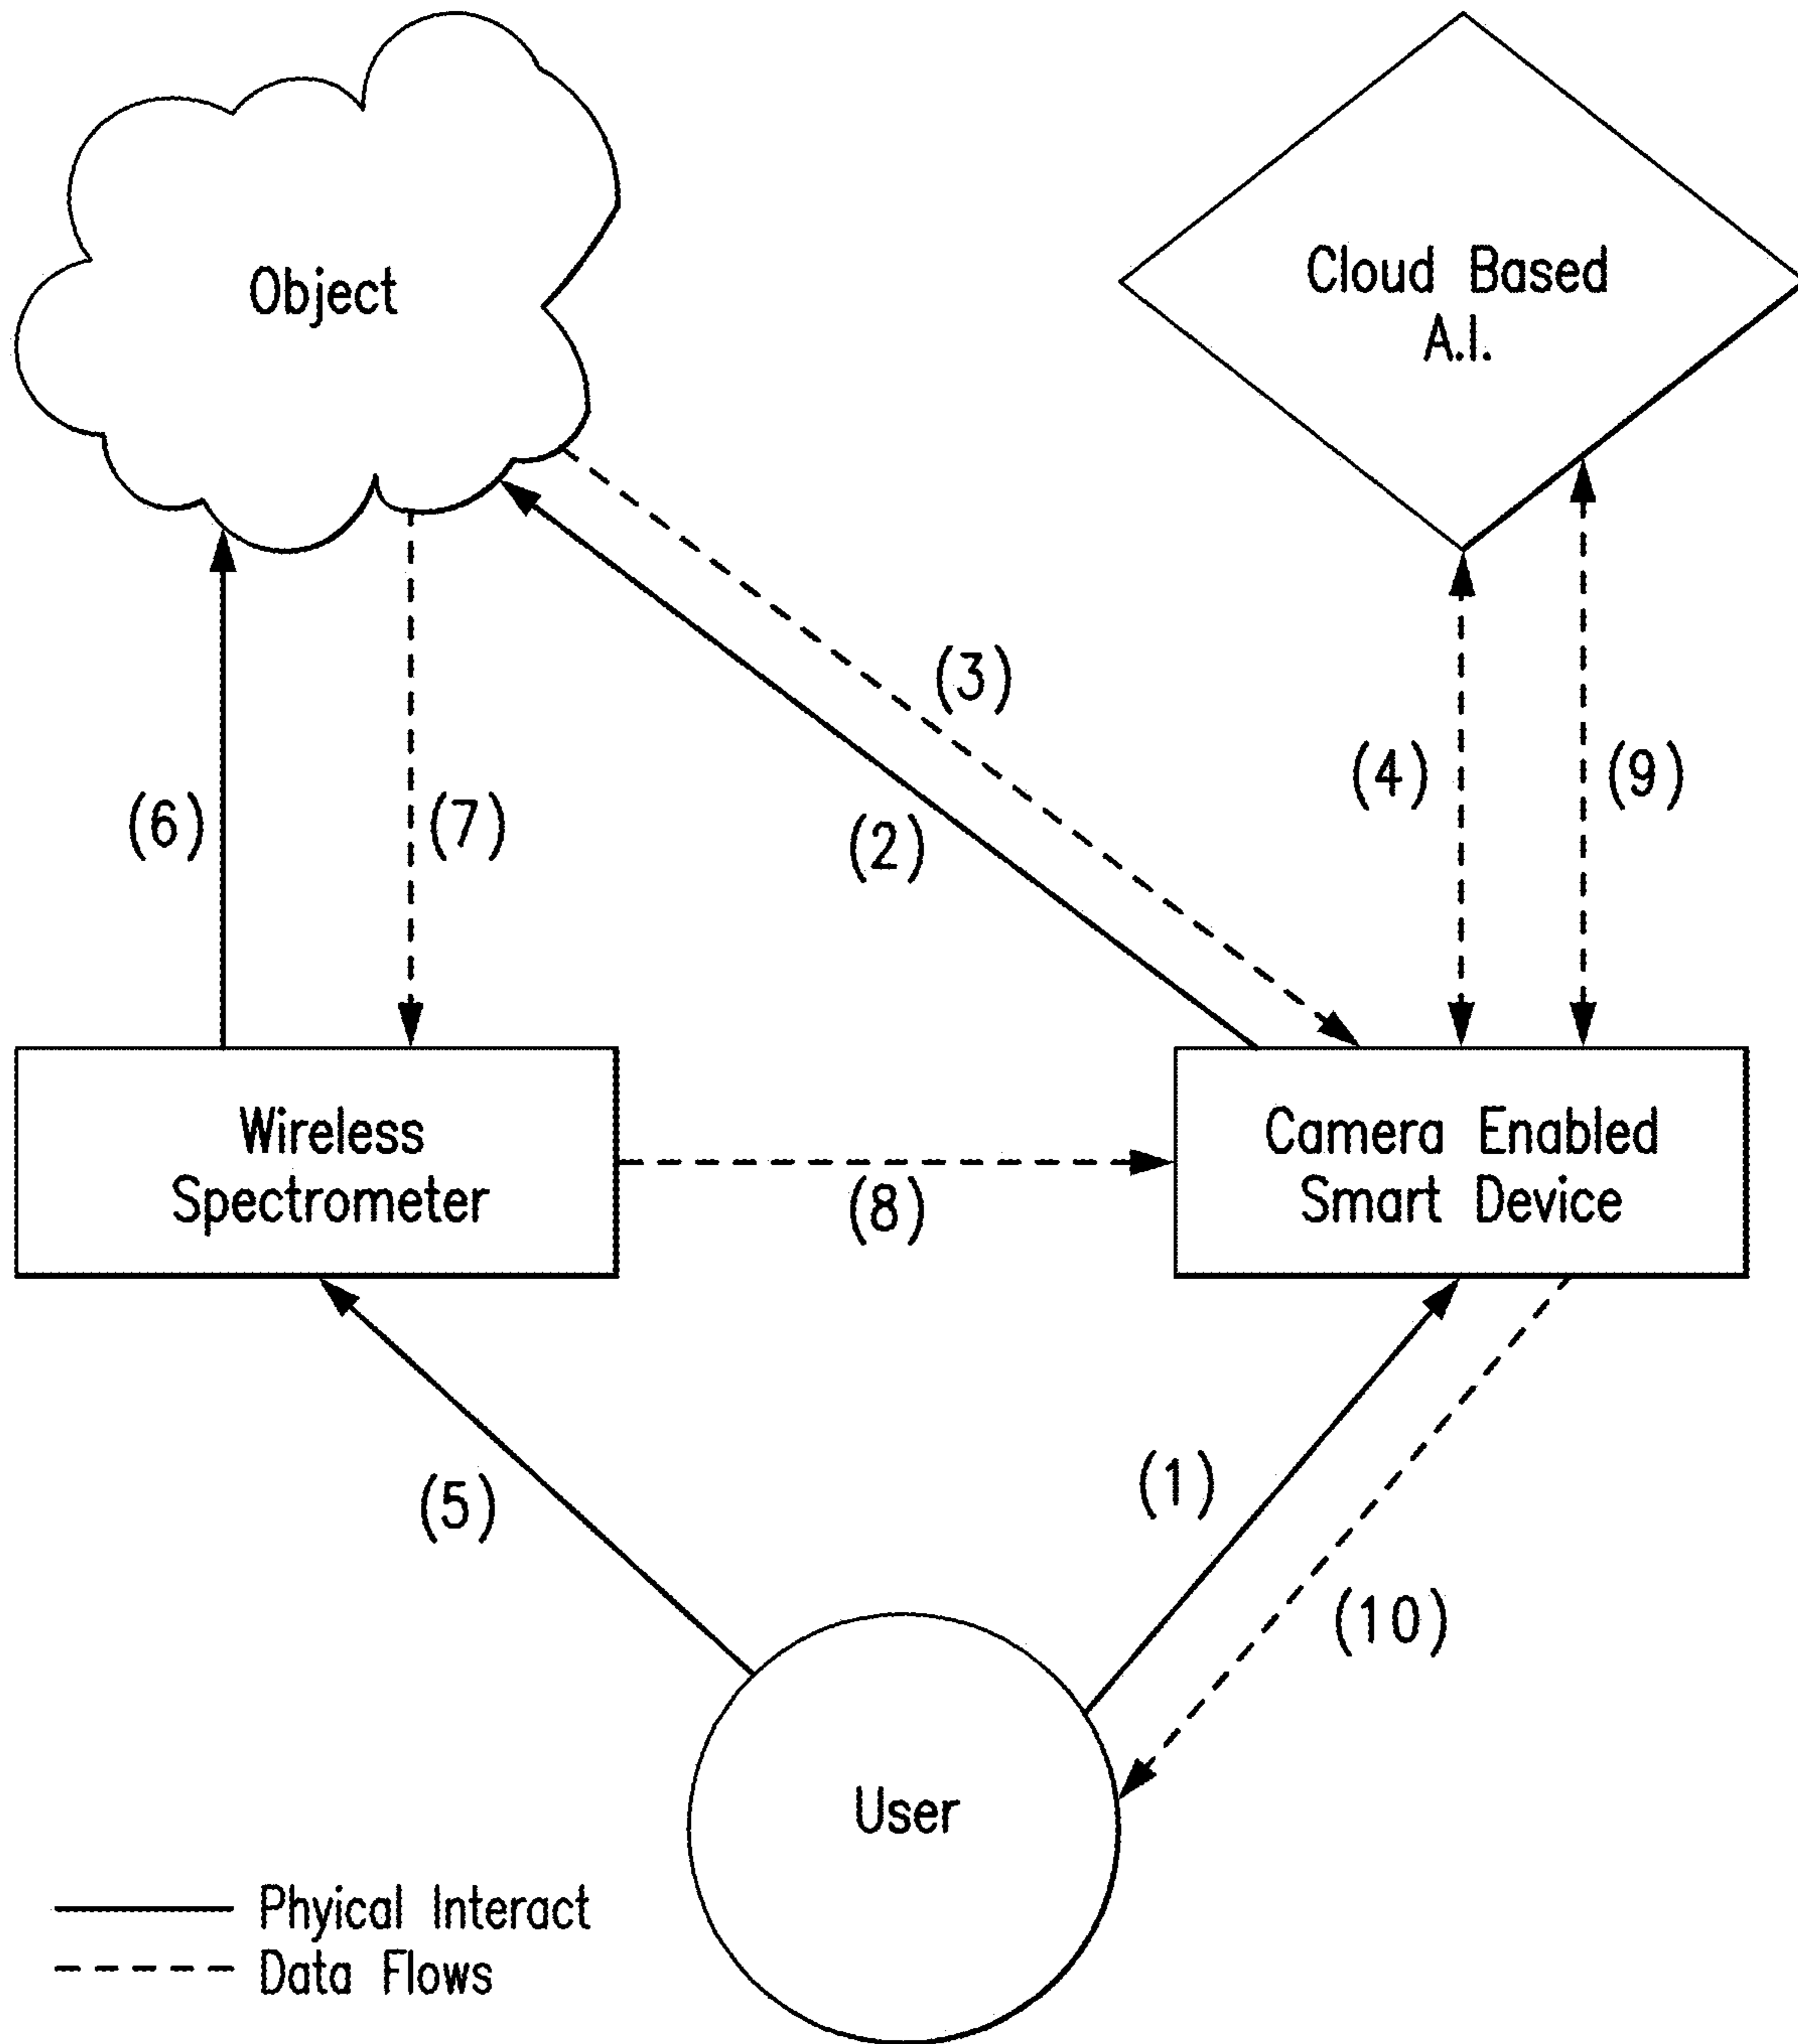 Object
Cloud Based
A.I.
(3)
(4)
(9)
(6)
(7)
(2)
Wireless
Spectrometer
Camera Enabled
Smart Device
(8)
(1)
(5)
(10)
User
Phyical Interact
Data Flows